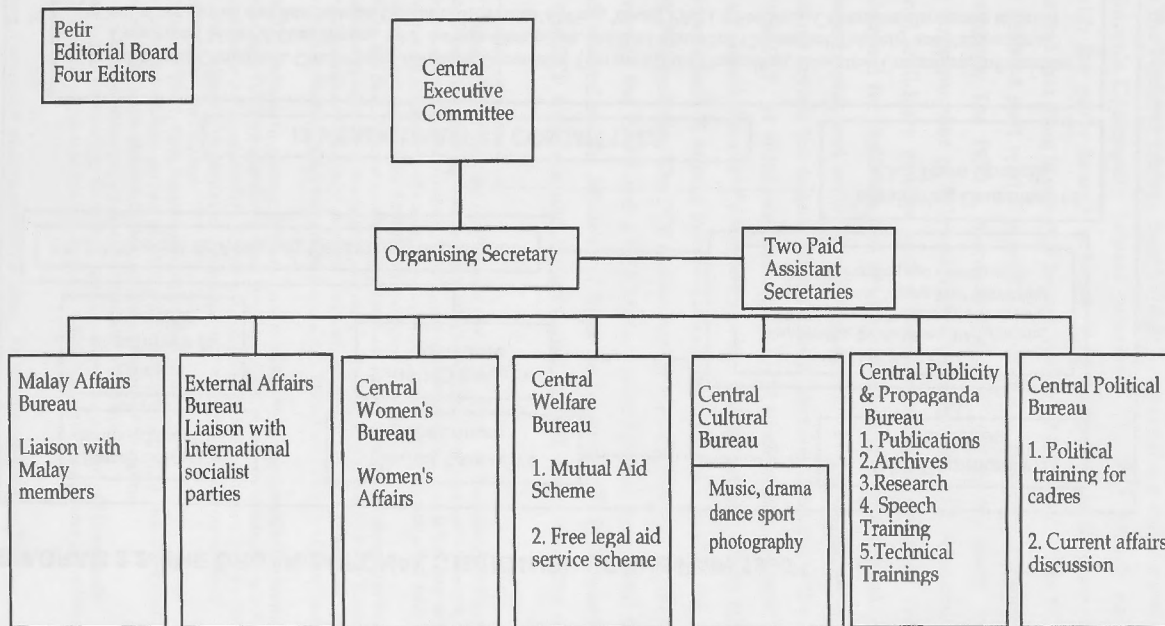 Petir
Editorial Board
Four Editors
Central
Executive
Committee
Organising Secretary
Two Paid
Assistant
Secretaries
Malay Affairs
Bureau
Liaison with
Malay
members
External Affairs
Bureau
Liaison with
International
socialist
parties
Central
Women's
Bureau
Women's
Affairs
Central
Welfare
Bureau
1. Mutual Aid
Scheme
2. Free legal aid
service scheme
Central
Cultural
Bureau
Music, drama
dance sport
photography
Central Publicity
& Propaganda
Bureau
1. Publications
2.Archives
3.Research
4. Speech
Training
5.Technical
Trainings
Central Political
Bureau
1. Political
training for
cadres
2. Current affairs
discussion